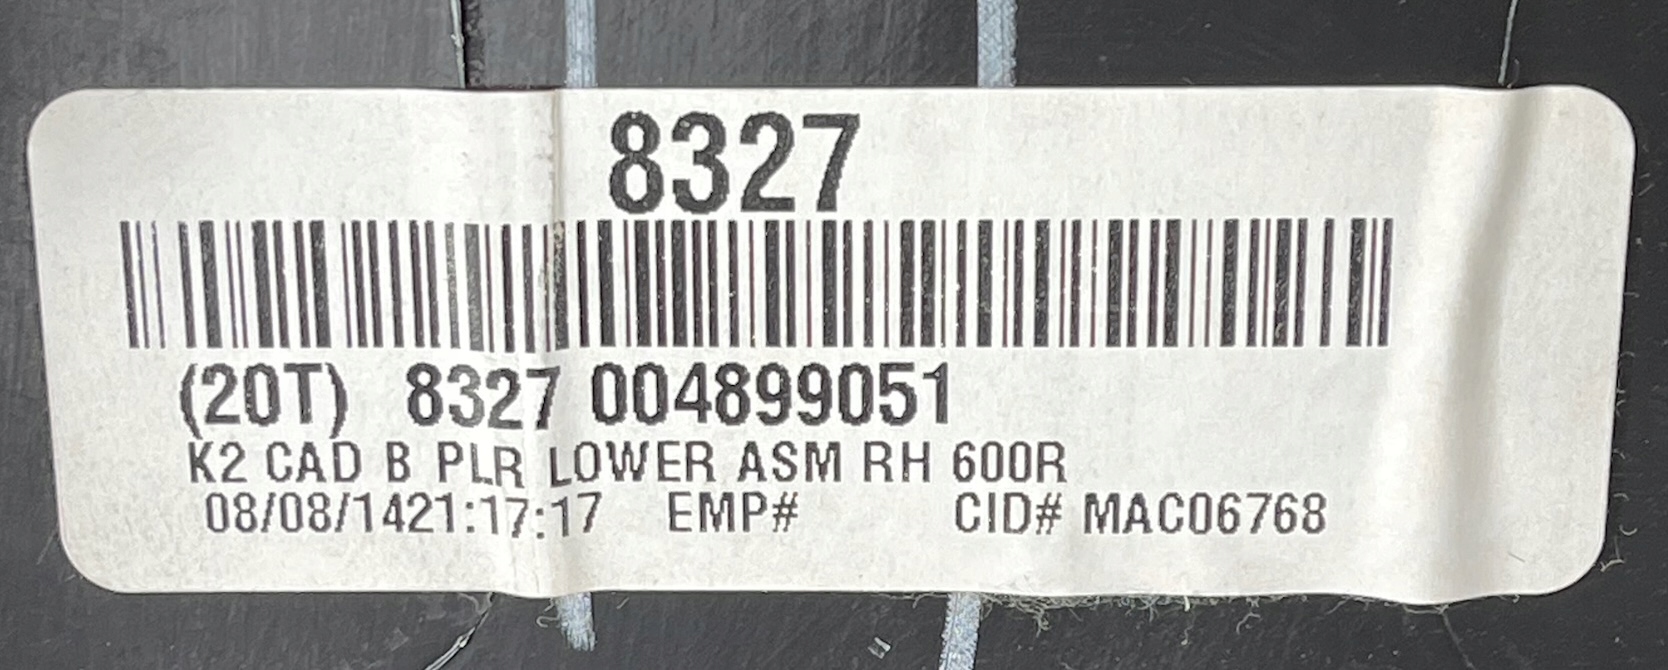 8327
(20T) 8327 004899051
K2 CAD B PLR LOWER ASM RH 600R
08/08/1421:17:17 EMP# CID# MAC06768